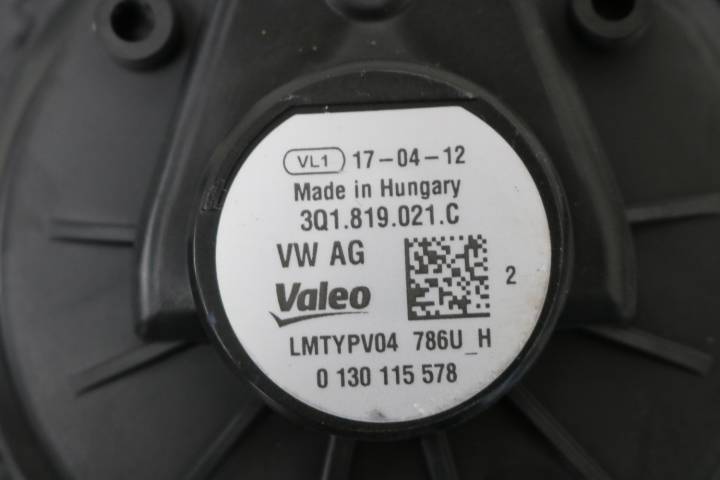 VL1 17-04-12
Made in Hungary
3Q1.819.021.C
VW AG
Valeo
2
LMTYPV04 786U_H
0 130 115 578